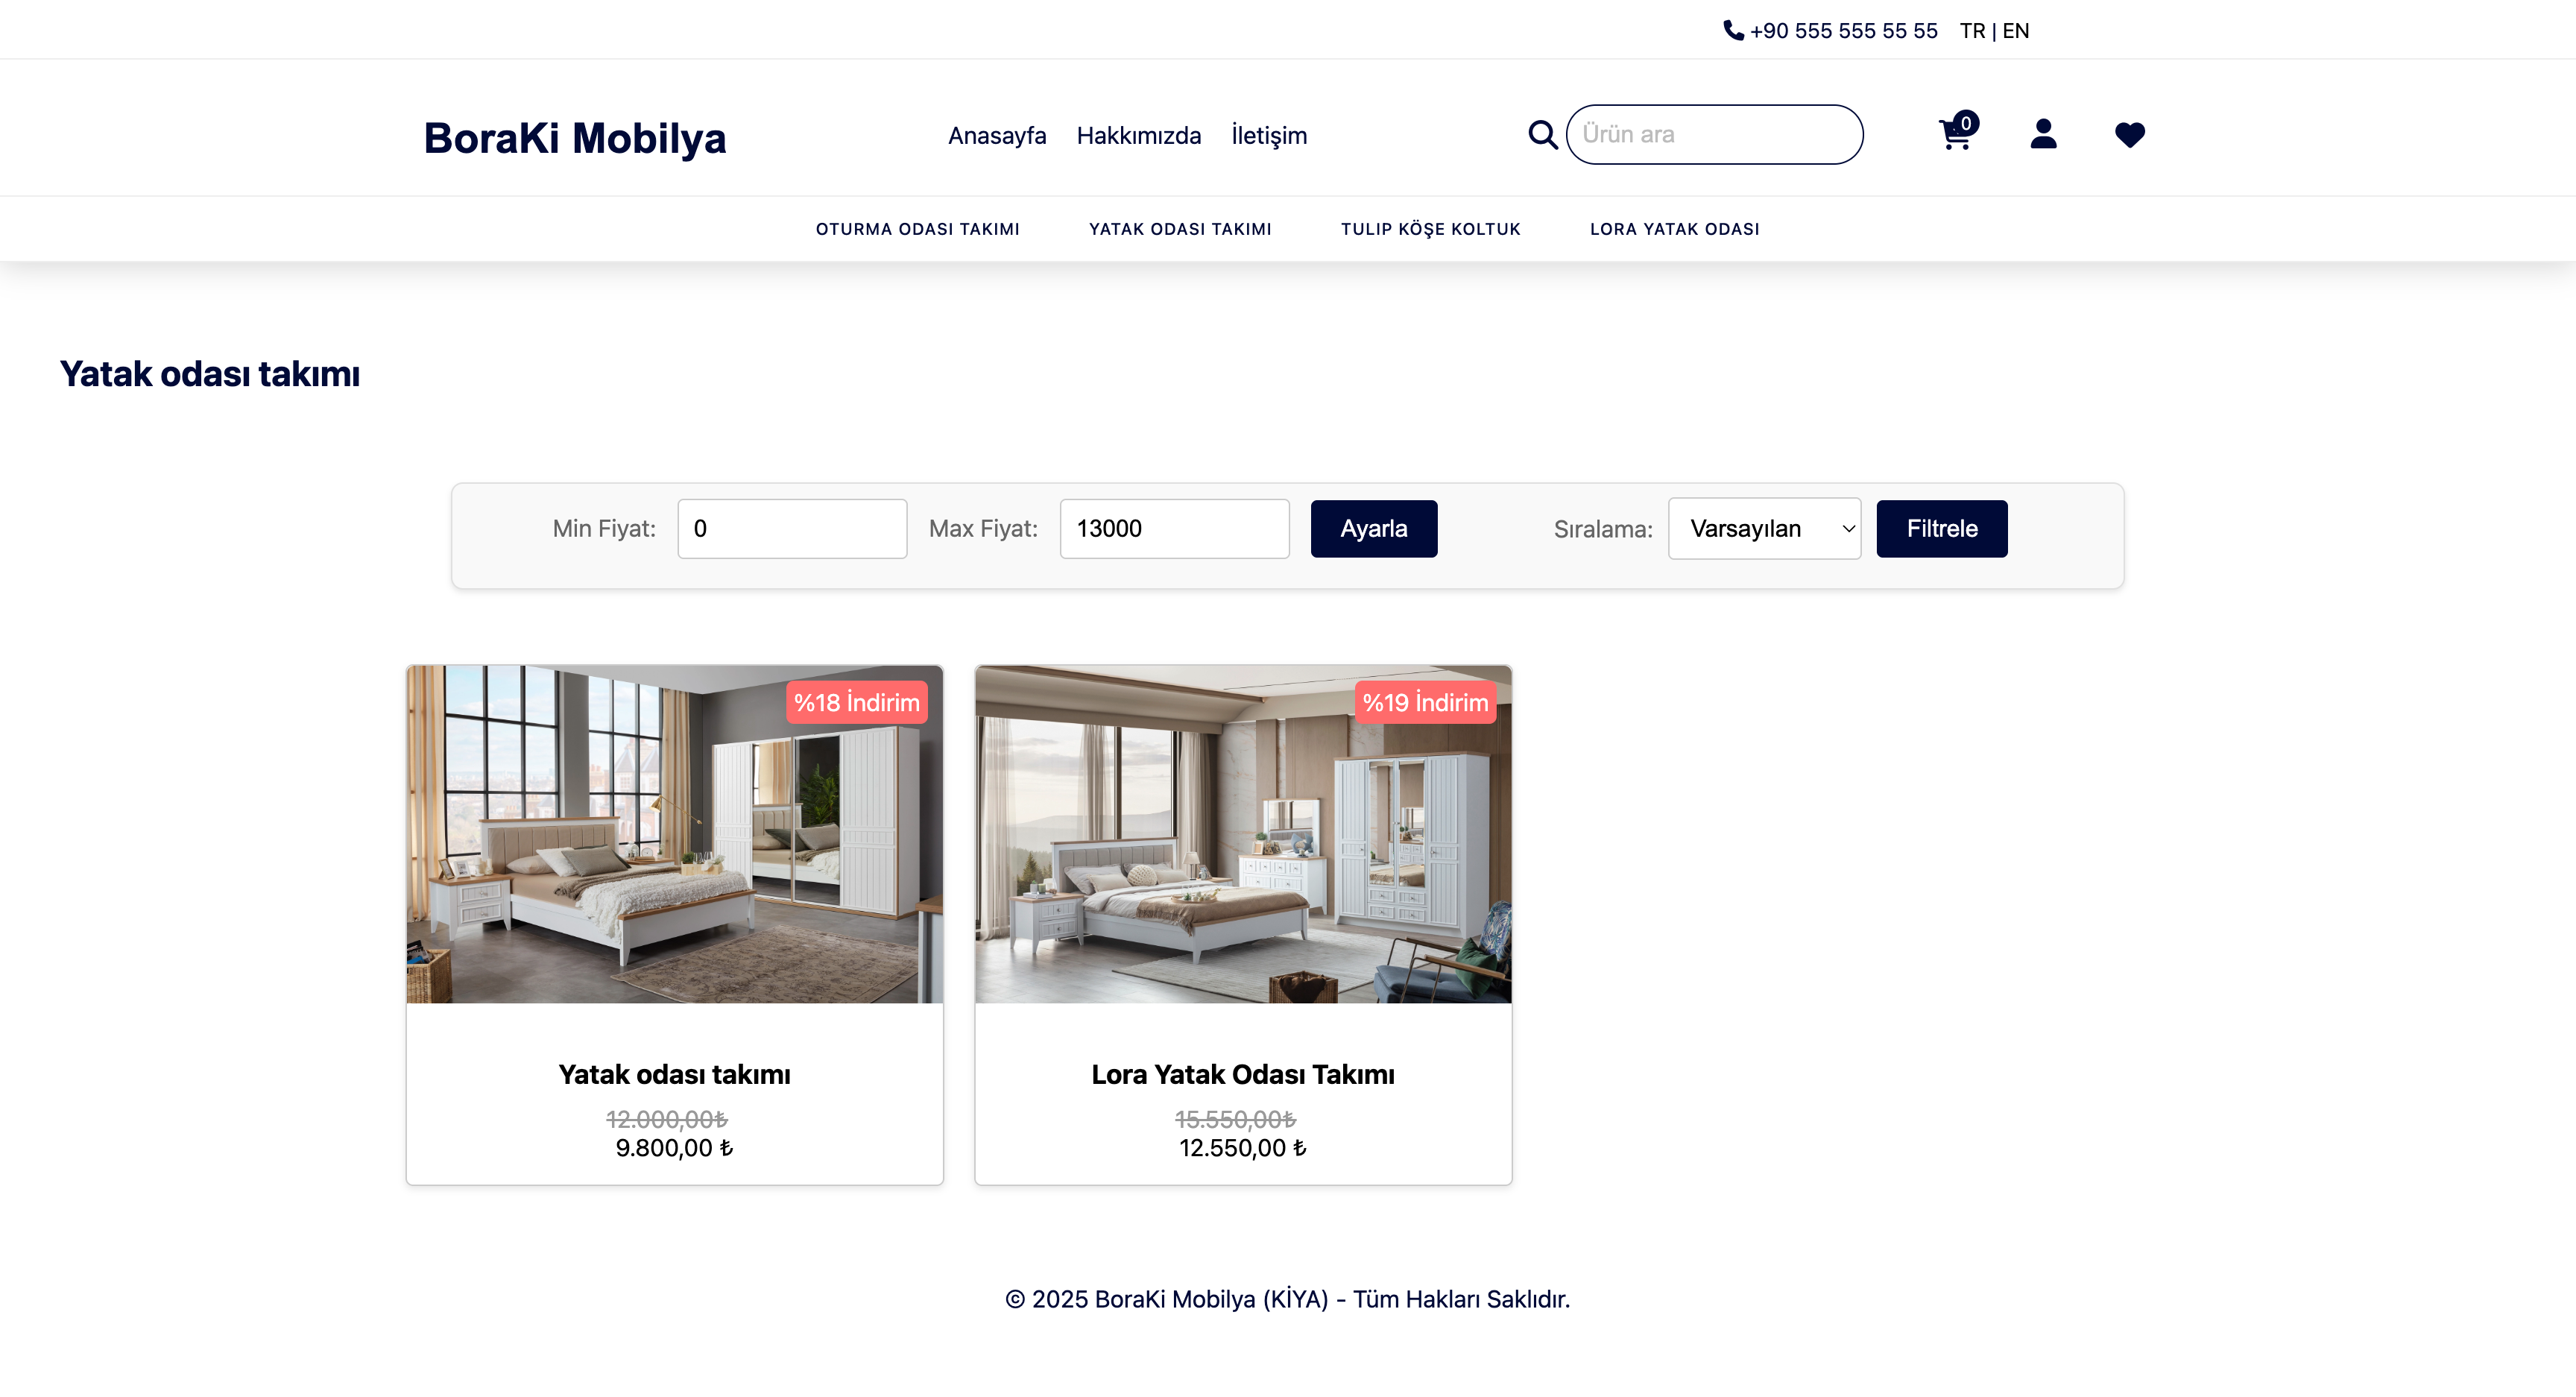 +90 555 555 55 55 TR | EN
BoraKi Mobilya Anasayfa Hakkımızda İletişim Ürün ara 0
OTURMA ODASI TAKIMI YATAK ODASI TAKIMI TULIP KÖŞE KOLTUK LORA YATAK ODASI
Yatak odası takımı
Min Fiyat: 0 Max Fiyat: 13000 Ayarla Sıralama: Varsayılan Filtrele
%18 İndirim
Yatak odası takımı
12.000,00₺
9.800,00 ₺
%19 İndirim
Lora Yatak Odası Takımı
15.550,00₺
12.550,00 ₺
© 2025 BoraKi Mobilya (KİYA) - Tüm Hakları Saklıdır.